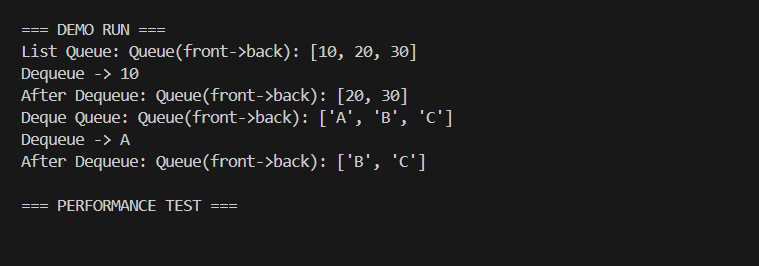 === DEMO RUN ===
List Queue: Queue(front->back): [10, 20, 30]
Dequeue -> 10
After Dequeue: Queue(front->back): [20, 30]
Deque Queue: Queue(front->back): ['A', 'B', 'C']
Dequeue -> A
After Dequeue: Queue(front->back): ['B', 'C']
=== PERFORMANCE TEST ===